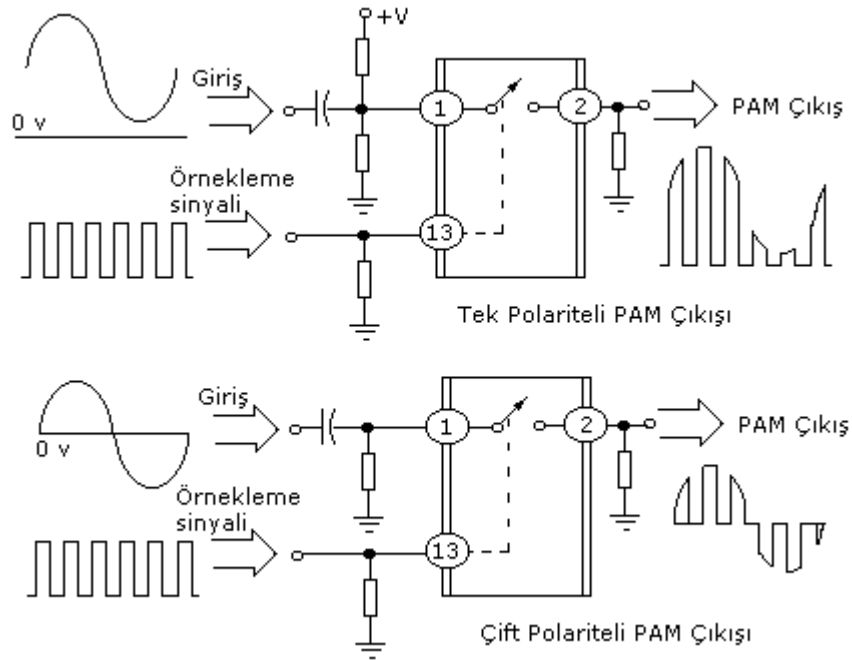 +V
Giriş
1
2
PAM Çıkış
0 v
Örnekleme
sinyali
13
Tek Polariteli PAM Çıkışı
Giriş
1
2
PAM Çıkış
0 v
Örnekleme
sinyali
13
Çift Polariteli PAM Çıkışı